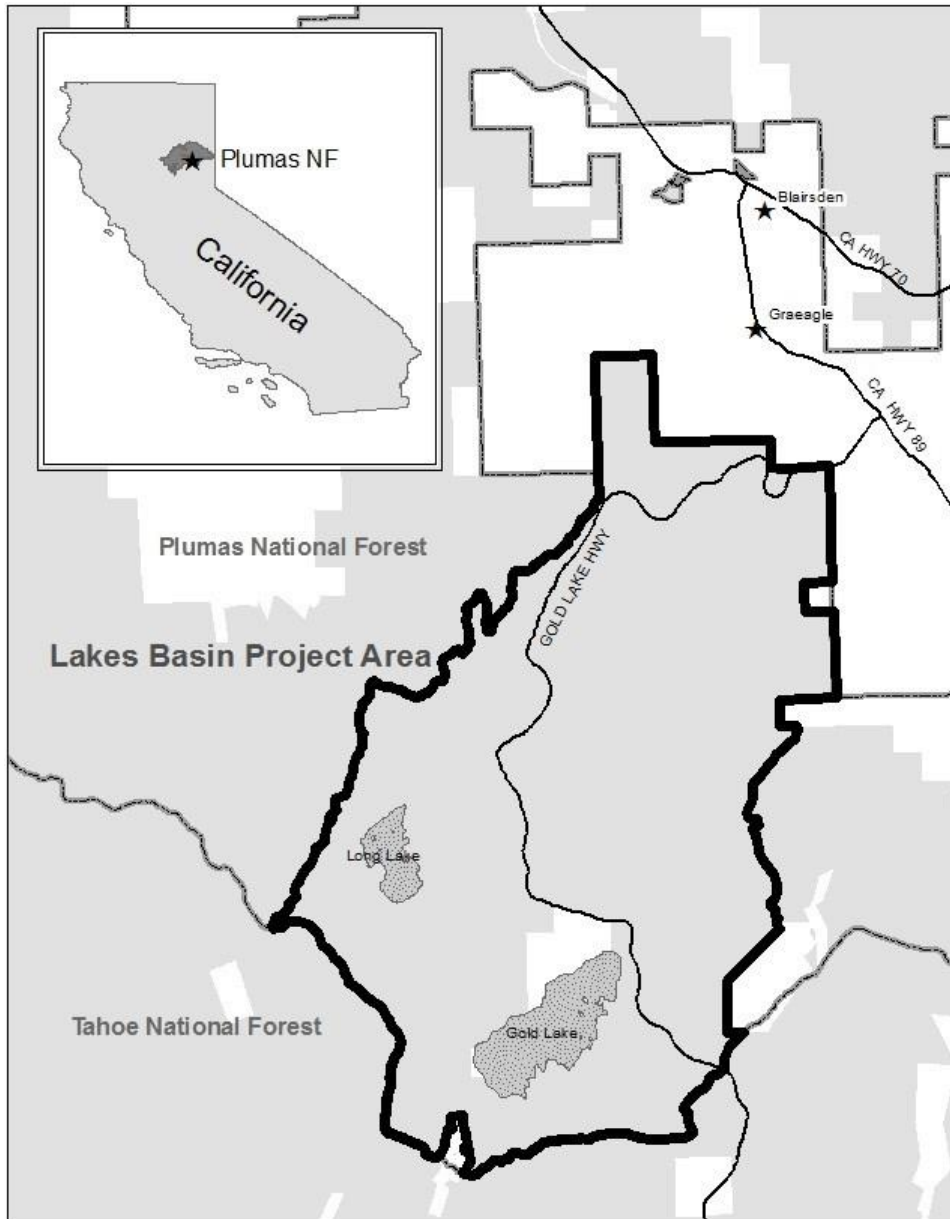 Plumas NF
California
Blairsden
CA HWY 70
Graeagle
CA HWY 89
GOLD LAKE HWY
Plumas National Forest
Lakes Basin Project Area
Long Lake
Gold Lake
Tahoe National Forest